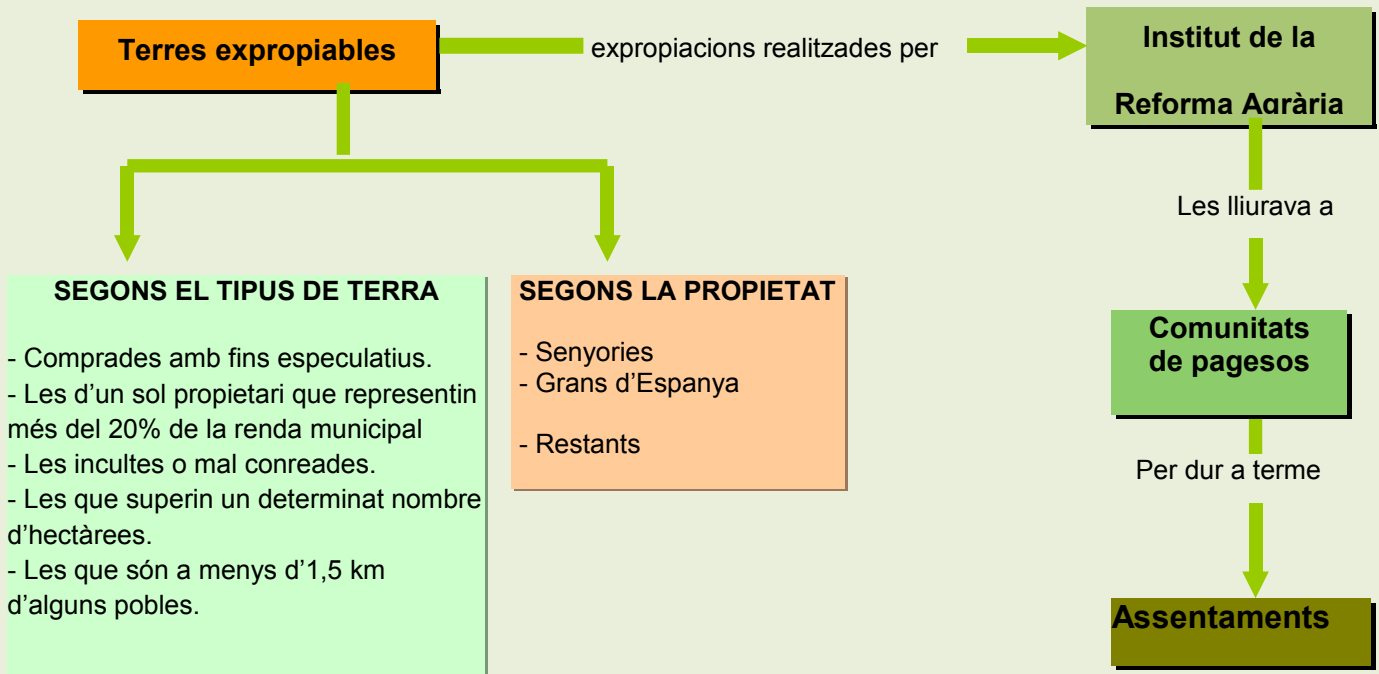 Terres expropiables
expropiacions realitzades per
Institut de la
Reforma Agrària
Les lliurava a
SEGONS EL TIPUS DE TERRA
- Comprades amb fins especulatius.
- Les d’un sol propietari que representin
més del 20% de la renda municipal
- Les incultes o mal conreades.
- Les que superin un determinat nombre
d’hectàrees.
- Les que són a menys d’1,5 km
d’alguns pobles.
SEGONS LA PROPIETAT
- Senyories
- Grans d’Espanya
- Restants
Comunitats
de pagesos
Per dur a terme
Assentaments